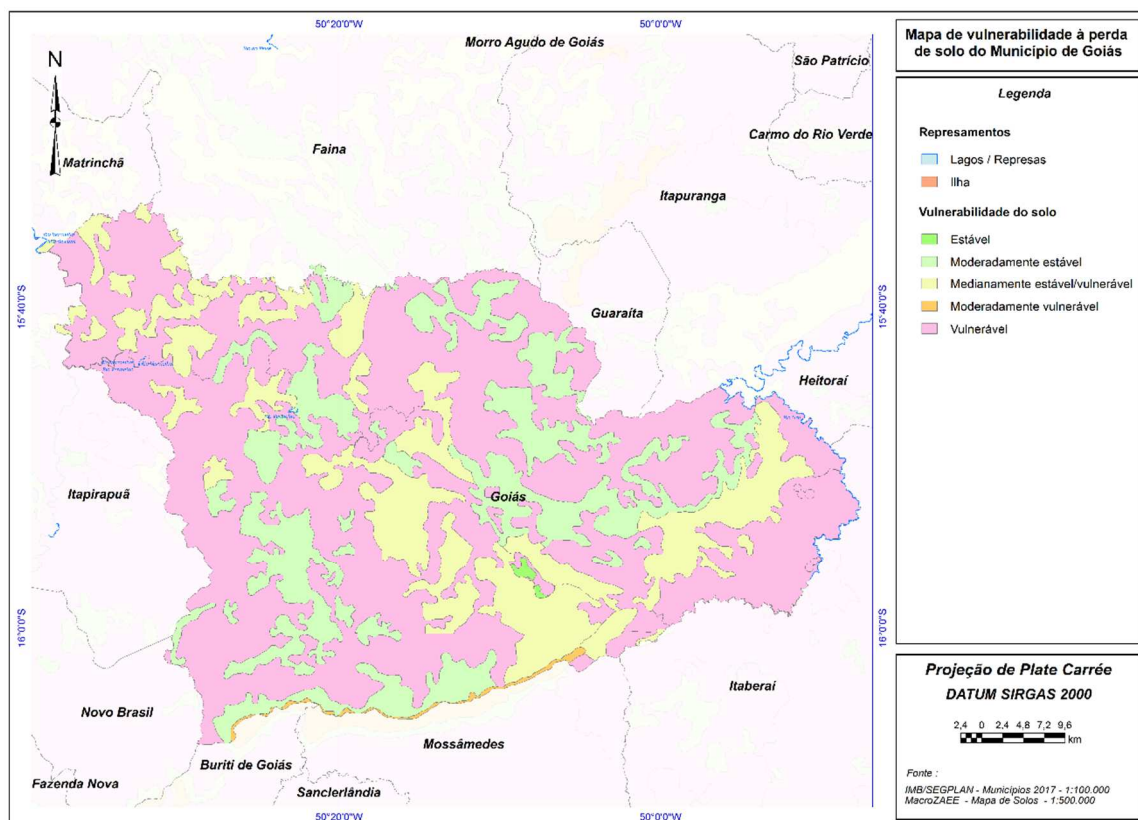 50°20'0"W
50°0'0"W
Mapa de vulnerabilidade à perda
de solo do Município de Goiás
N
Morro Agudo de Goiás
São Patrício
Carmo do Rio Verde
Faina
Matrinchã
Itapuranga
15°40'0"S
15°40'0"S
Guaraíta
Heitoraí
Itapirapuã
Goiás
16°0'0"S
16°0'0"S
Novo Brasil
Itaberaí
Mossâmedes
Buriti de Goiás
Fazenda Nova
Sanclerlândia
50°20'0"W
50°0'0"W
Legenda
Represamentos
Lagos / Represas
Ilha
Vulnerabilidade do solo
Estável
Moderadamente estável
Medianamente estável/vulnerável
Moderadamente vulnerável
Vulnerável
Projeção de Plate Carrée
DATUM SIRGAS 2000
2,4 0 2,4 4,8 7,2 9,6
km
Fonte :
IMB/SEGPLAN - Municípios 2017 - 1:100.000
MacroZAEE - Mapa de Solos - 1:500.000